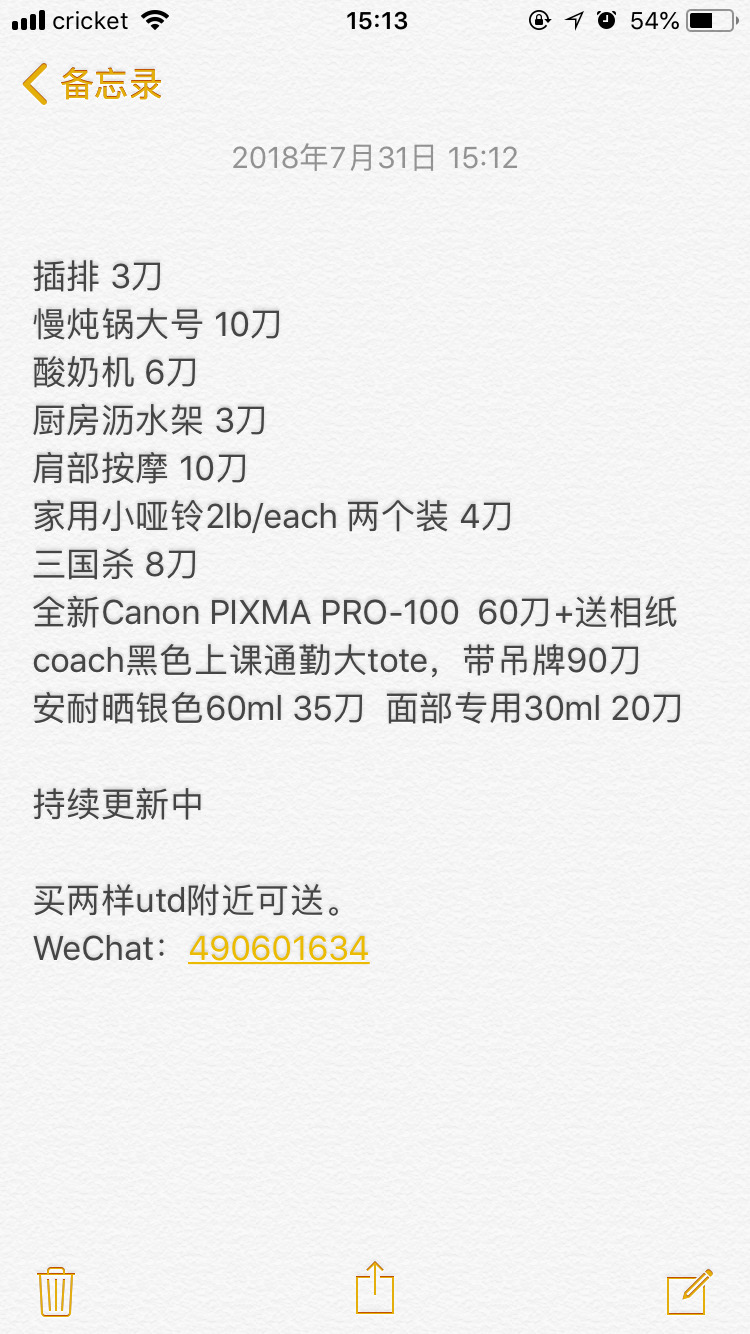 cricket 15:13 54%
备忘录
2018年7月31日 15:12
插排 3刀
慢炖锅大号 10刀
酸奶机 6刀
厨房沥水架 3刀
肩部按摩 10刀
家用小哑铃2lb/each 两个装 4刀
三国杀 8刀
全新Canon PIXMA PRO-100  60刀+送相纸
coach黑色上课通勤大tote，带吊牌90刀
安耐晒银色60ml 35刀  面部专用30ml 20刀
持续更新中
买两样utd附近可送。
WeChat：490601634